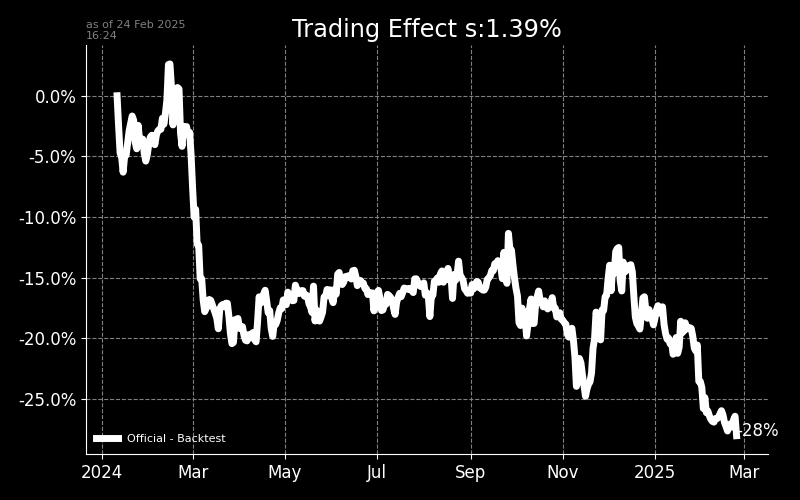 as of 24 Feb 2025
16:24
Trading Effect s:1.39%
0.0%
-5.0%
-10.0%
-15.0%
-20.0%
-25.0%
-28%
Official - Backtest
2024 Mar May Jul Sep Nov 2025 Mar